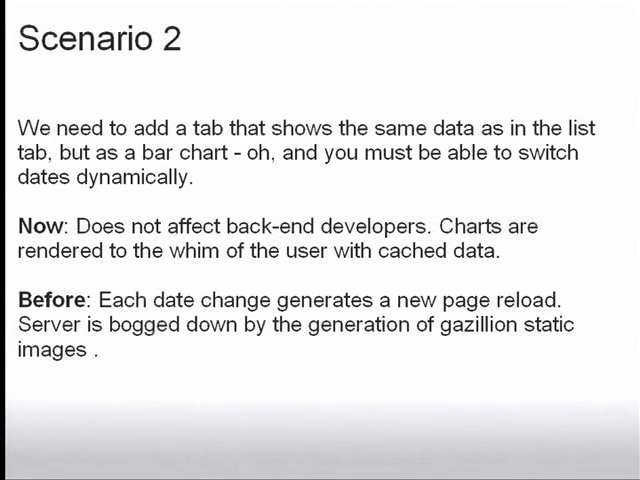 Scenario 2
We need to add a tab that shows the same data as in the list
tab, but as a bar chart - oh, and you must be able to switch
dates dynamically.
Now: Does not affect back-end developers. Charts are
rendered to the whim of the user with cached data.
Before: Each date change generates a new page reload.
Server is bogged down by the generation of gazillion static
images .